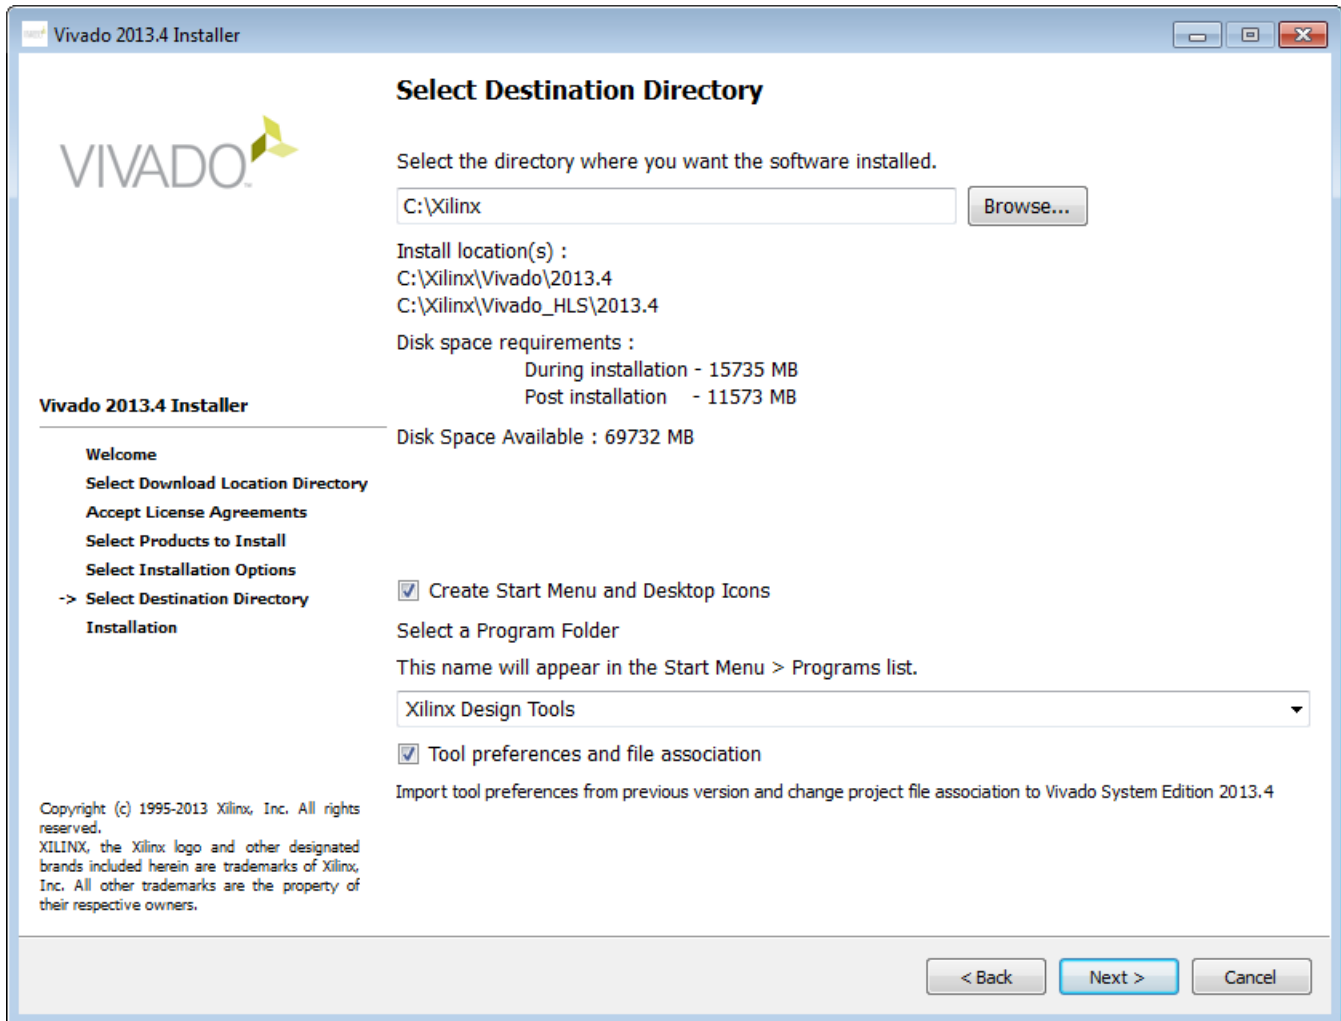 Vivado 2013.4 Installer
Select Destination Directory
VIVADO™
Select the directory where you want the software installed.
C:\Xilinx
Browse...
Install location(s) :
C:\Xilinx\Vivado\2013.4
C:\Xilinx\Vivado_HLS\2013.4
Disk space requirements :
During installation - 15735 MB
Post installation - 11573 MB
Disk Space Available : 69732 MB
Vivado 2013.4 Installer
Welcome
Select Download Location Directory
Accept License Agreements
Select Products to Install
Select Installation Options
-> Select Destination Directory
Installation
Create Start Menu and Desktop Icons
Select a Program Folder
This name will appear in the Start Menu > Programs list.
Xilinx Design Tools
Tool preferences and file association
Import tool preferences from previous version and change project file association to Vivado System Edition 2013.4
Copyright (c) 1995-2013 Xilinx, Inc. All rights
reserved.
XILINX, the Xilinx logo and other designated
brands included herein are trademarks of Xilinx,
Inc. All other trademarks are the property of
their respective owners.
< Back
Next >
Cancel